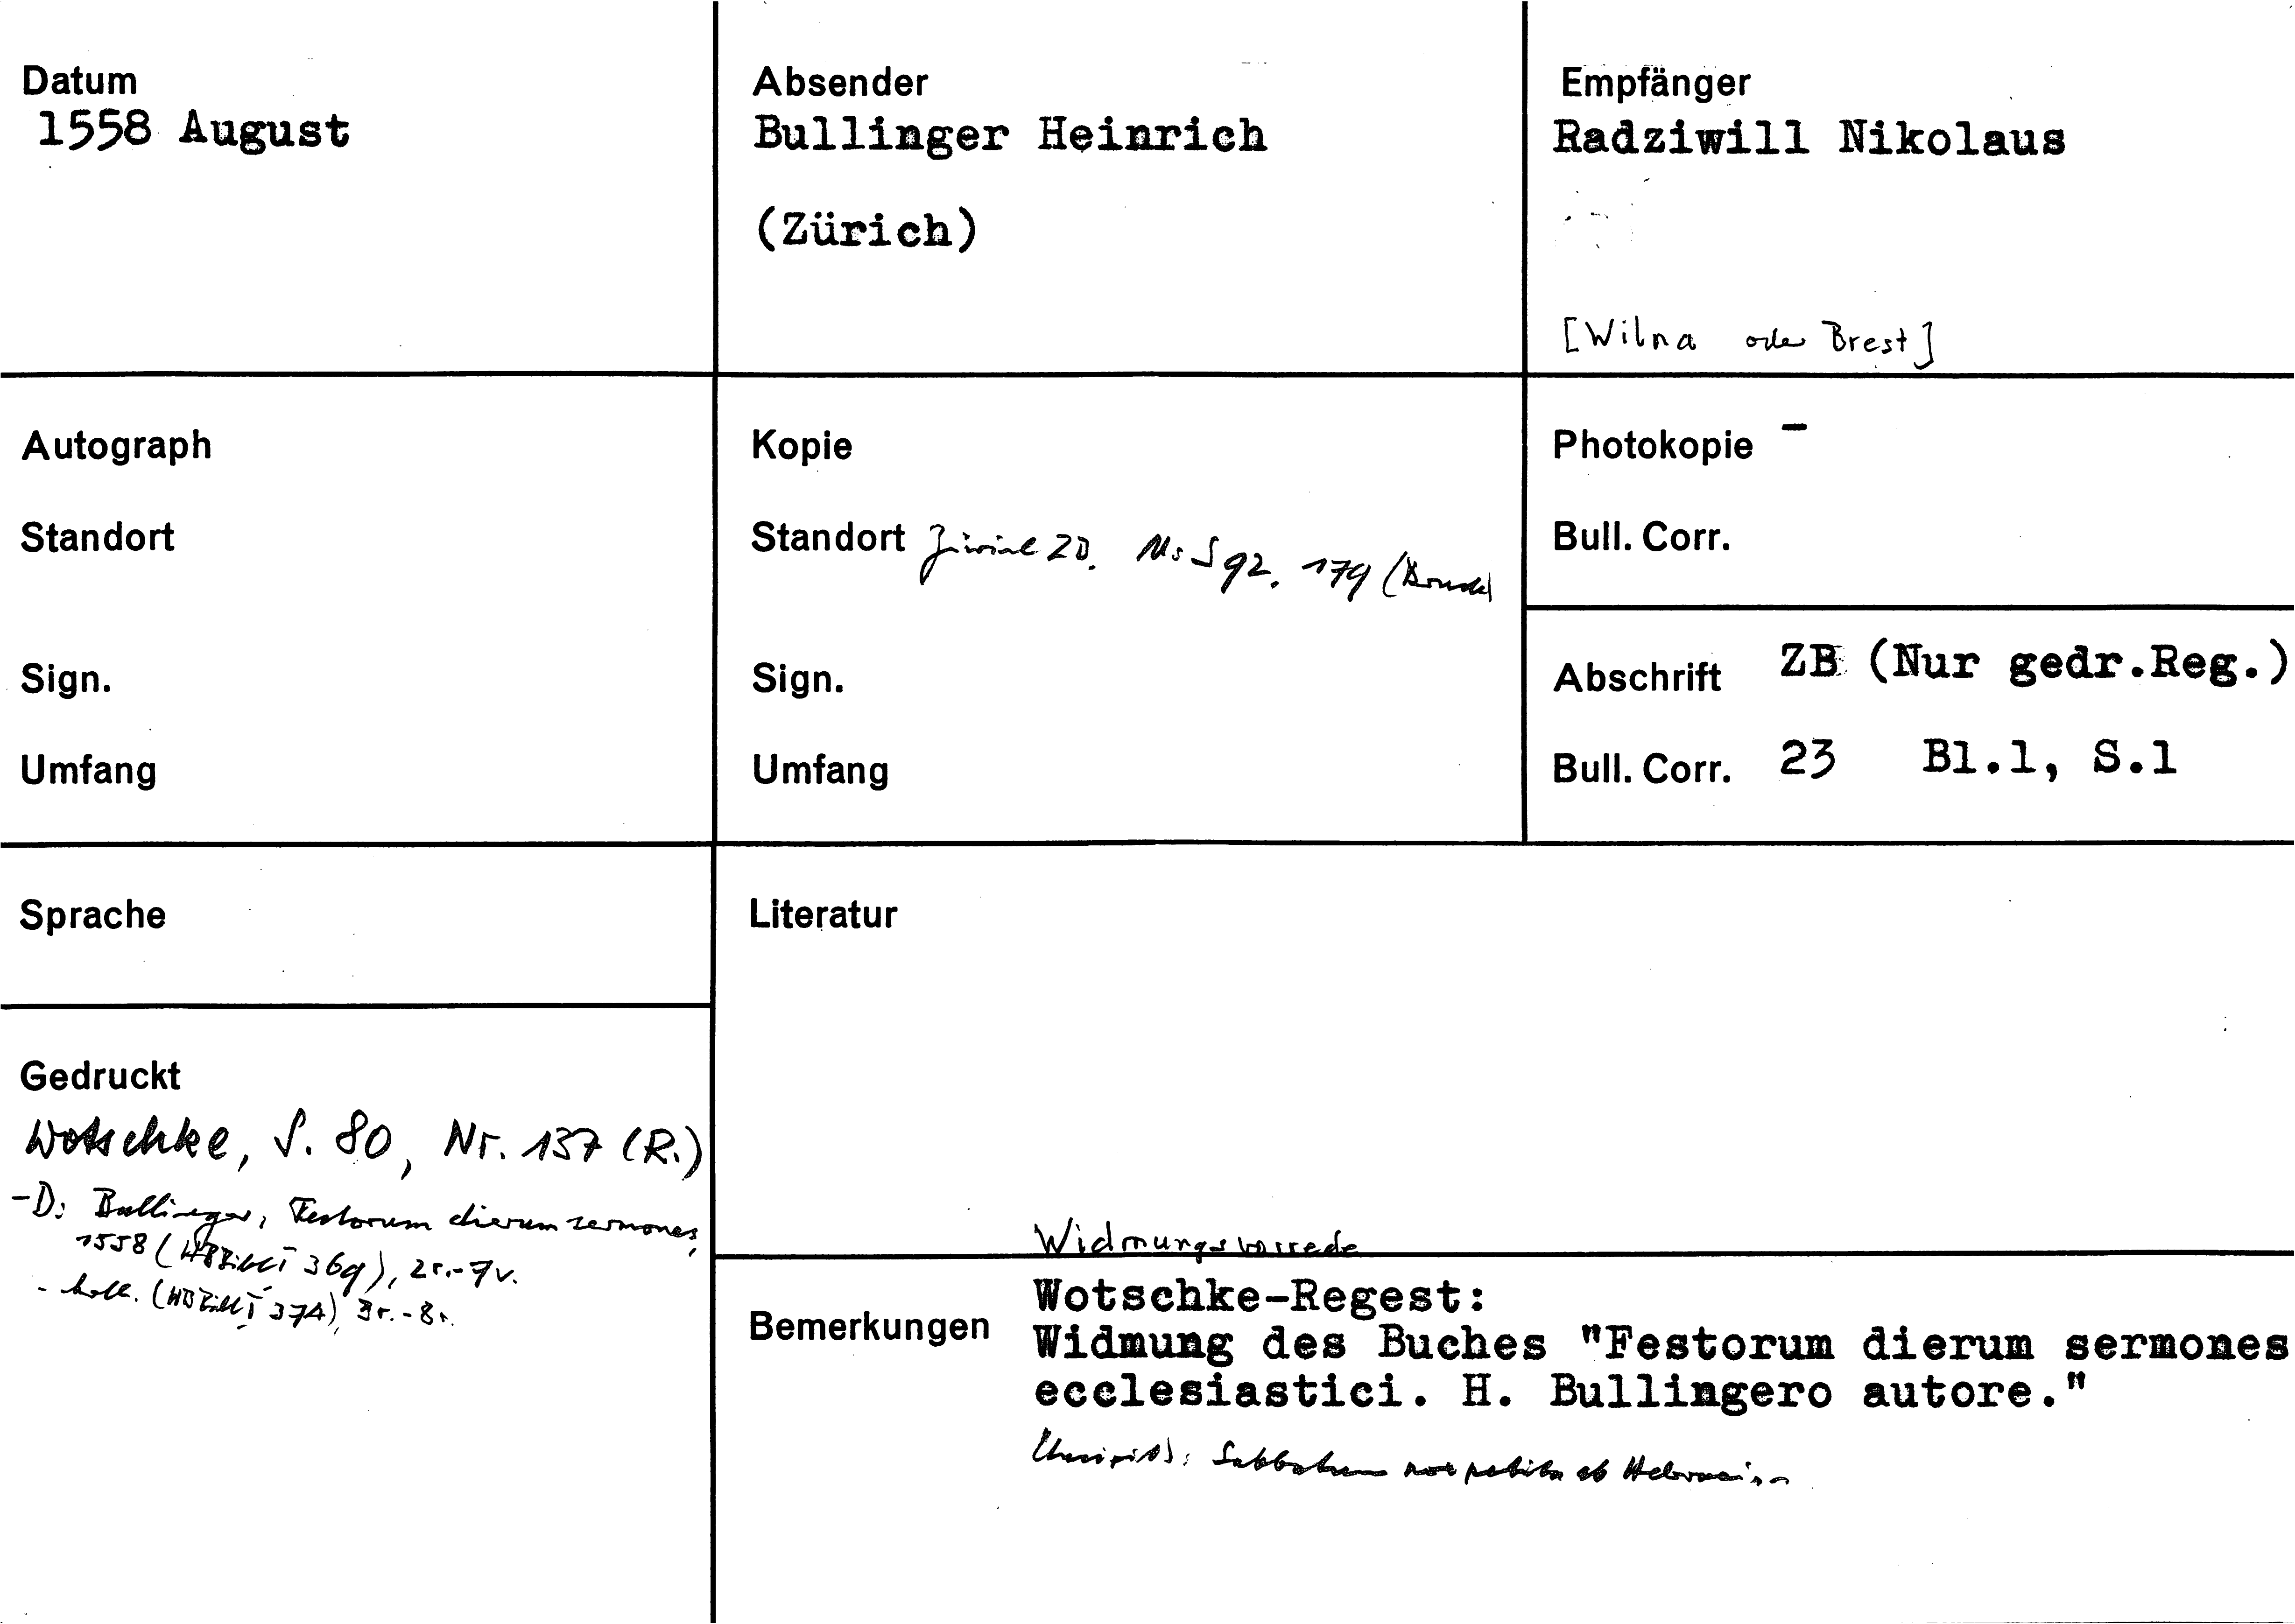 Datum
1558 August
Absender
Bullinger Heinrich
(Zürich)
Empfänger
Radziwill Nikolaus
[Wilna oder Brest]
Autograph
Standort
Sign.
Umfang
Kopie
Standort Zürich ZB. Ms S 92, 179 (Druck)
Sign.
Umfang
Photokopie -
Bull. Corr.
Abschrift ZB (Nur gedr.Reg.)
Bull. Corr. 23 Bl.1, S.1
Sprache
Gedruckt
Wotschke, S. 80, Nr. 137 (R.)
- D: Bullinger, Festorum dierum sermones,
1558 (HBBibl I 369), 2r.-7v.
- holl. (HBBibl I 374), 3r.-8r.
Literatur
Widmungsvorrede
Bemerkungen
Wotschke-Regest:
Widmung des Buches "Festorum dierum sermones
ecclesiastici. H. Bullingero autore."
Sabbatum ab